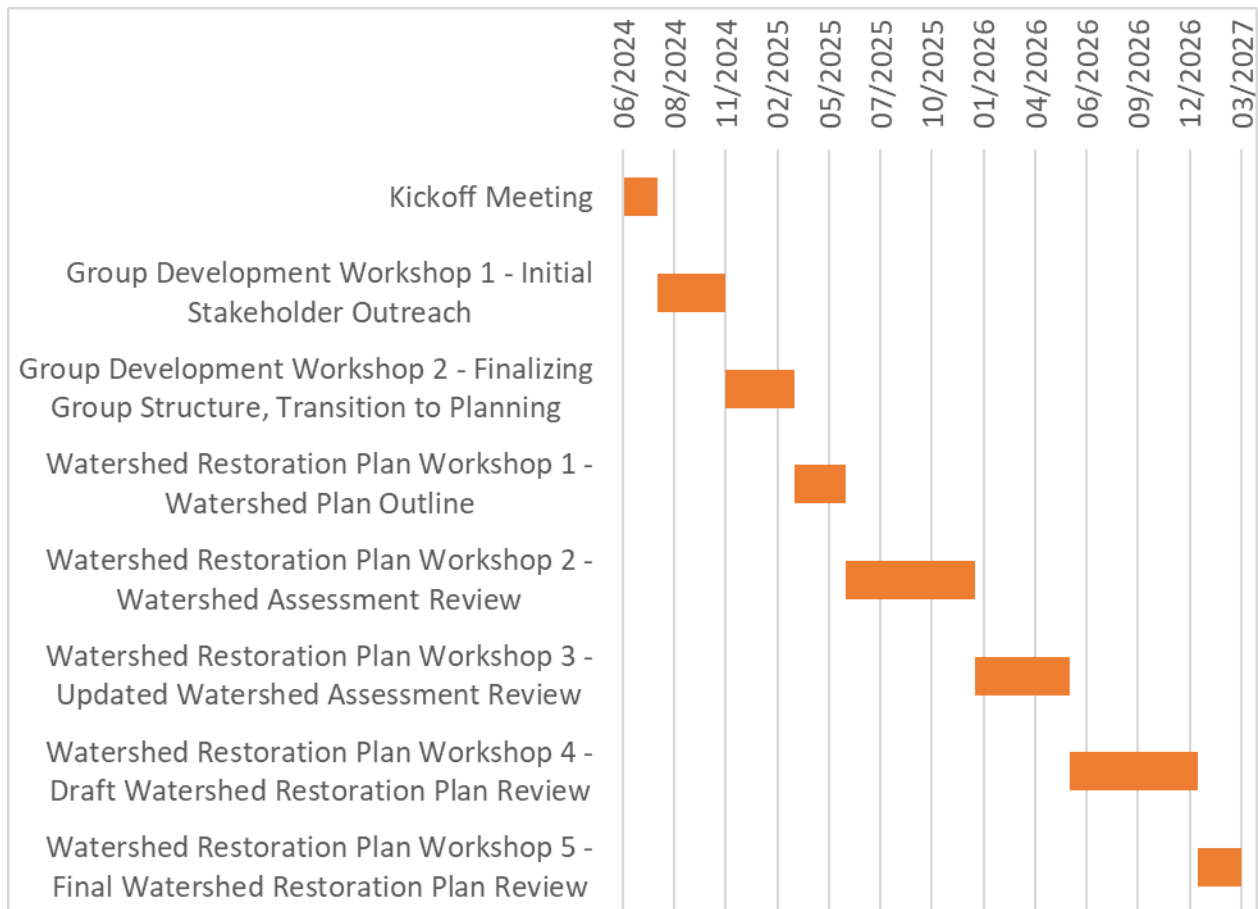 06/2024
08/2024
11/2024
02/2025
05/2025
07/2025
10/2025
01/2026
04/2026
06/2026
09/2026
12/2026
03/2027
Kickoff Meeting
Group Development Workshop 1 - Initial
Stakeholder Outreach
Group Development Workshop 2 - Finalizing
Group Structure, Transition to Planning
Watershed Restoration Plan Workshop 1 -
Watershed Plan Outline
Watershed Restoration Plan Workshop 2 -
Watershed Assessment Review
Watershed Restoration Plan Workshop 3 -
Updated Watershed Assessment Review
Watershed Restoration Plan Workshop 4 -
Draft Watershed Restoration Plan Review
Watershed Restoration Plan Workshop 5 -
Final Watershed Restoration Plan Review